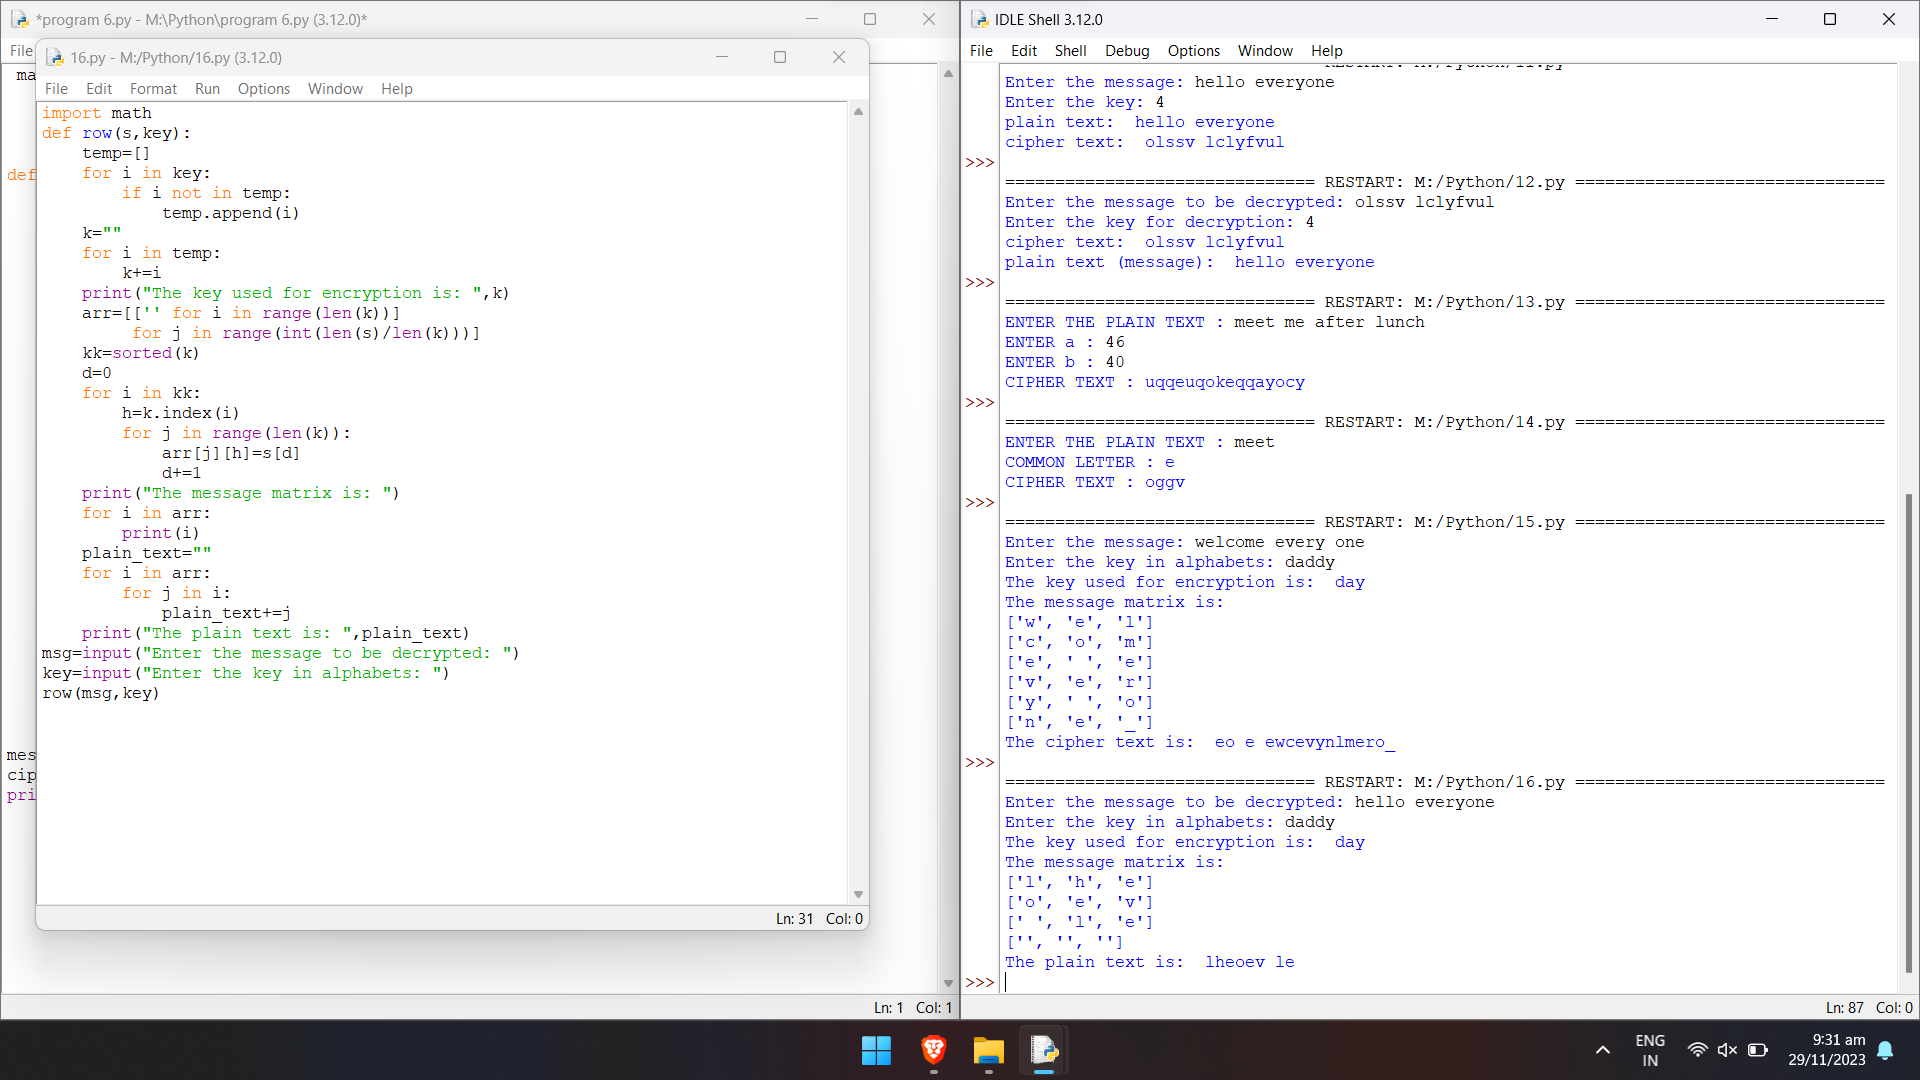 *program 6.py - M:\Python\program 6.py (3.12.0)*
File
ma
def
mes
cip
pri
Ln: 1 Col: 1
16.py - M:/Python/16.py (3.12.0)
File Edit Format Run Options Window Help
import math
def row(s,key):
    temp=[]
    for i in key:
        if i not in temp:
            temp.append(i)
    k=""
    for i in temp:
        k+=i
    print("The key used for encryption is: ",k)
    arr=[['' for i in range(len(k))]
         for j in range(int(len(s)/len(k)))]
    kk=sorted(k)
    d=0
    for i in kk:
        h=k.index(i)
        for j in range(len(k)):
            arr[j][h]=s[d]
            d+=1
    print("The message matrix is: ")
    for i in arr:
        print(i)
    plain_text=""
    for i in arr:
        for j in i:
            plain_text+=j
    print("The plain text is: ",plain_text)
msg=input("Enter the message to be decrypted: ")
key=input("Enter the key in alphabets: ")
row(msg,key)
Ln: 31 Col: 0
IDLE Shell 3.12.0
File Edit Shell Debug Options Window Help
Enter the message: hello everyone
Enter the key: 4
plain text:  hello everyone
cipher text:  olssv lclyfvul
>>>
=============================== RESTART: M:/Python/12.py ===============================
Enter the message to be decrypted: olssv lclyfvul
Enter the key for decryption: 4
cipher text:  olssv lclyfvul
plain text (message):  hello everyone
>>>
=============================== RESTART: M:/Python/13.py ===============================
ENTER THE PLAIN TEXT : meet me after lunch
ENTER a : 46
ENTER b : 40
CIPHER TEXT : uqqeuqokeqqayocy
>>>
=============================== RESTART: M:/Python/14.py ===============================
ENTER THE PLAIN TEXT : meet
COMMON LETTER : e
CIPHER TEXT : oggv
>>>
=============================== RESTART: M:/Python/15.py ===============================
Enter the message: welcome every one
Enter the key in alphabets: daddy
The key used for encryption is:  day
The message matrix is:
['w', 'e', 'l']
['c', 'o', 'm']
['e', ' ', 'e']
['v', 'e', 'r']
['y', ' ', 'o']
['n', 'e', '_']
The cipher text is:  eo e ewcevynlmero_
>>>
=============================== RESTART: M:/Python/16.py ===============================
Enter the message to be decrypted: hello everyone
Enter the key in alphabets: daddy
The key used for encryption is:  day
The message matrix is:
['l', 'h', 'e']
['o', 'e', 'v']
[' ', 'l', 'e']
['', '', '']
The plain text is:  lheoev le
>>>
Ln: 87 Col: 0
ENG
IN
9:31 am
29/11/2023